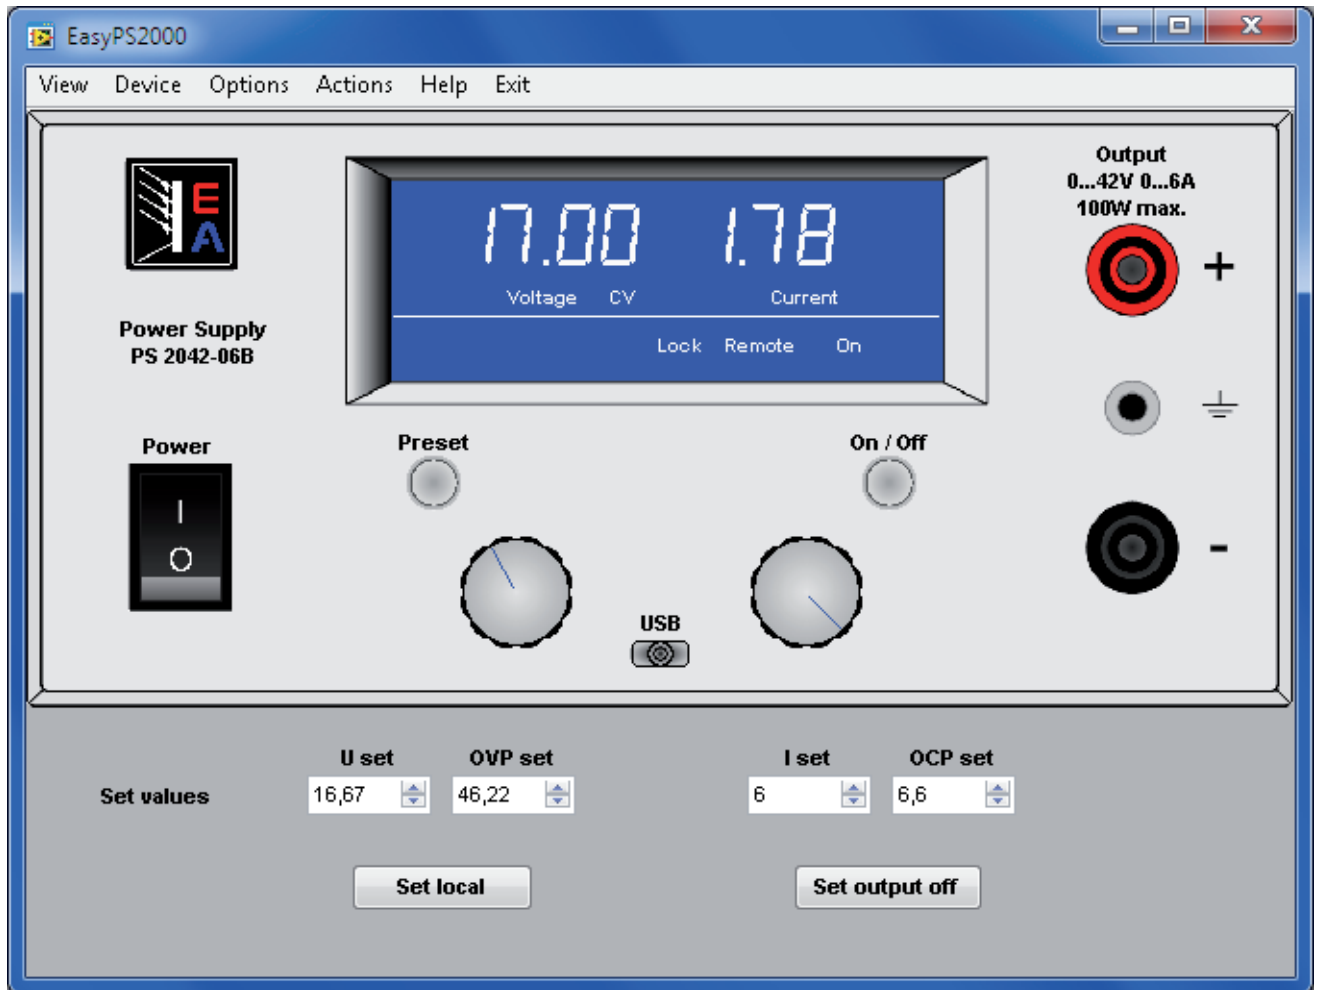 EasyPS2000
View Device Options Actions Help Exit
EA
Power Supply
PS 2042-06B
17.00 1.78
Voltage CV Current
Lock Remote On
Output
0...42V 0...6A
100W max.
+
-
Power
I
O
Preset
On / Off
USB
U set OVP set I set OCP set
Set values 16,67 46,22 6 6,6
Set local Set output off